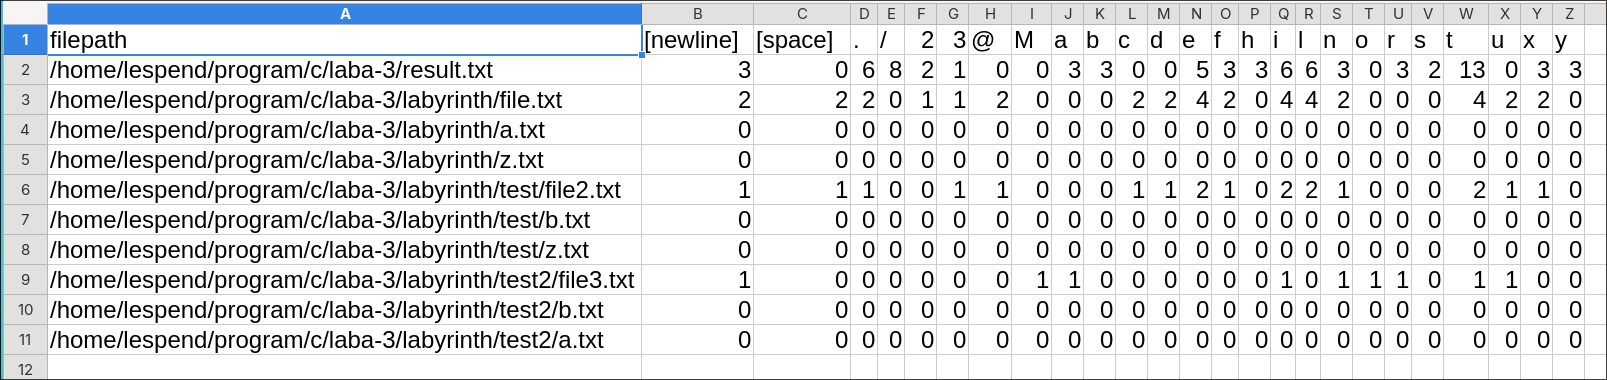 A B C D E F G H I J K L M N O P Q R S T U V W X Y Z
1 filepath [newline] [space] . / 2 3 @ M a b c d e f h i l n o r s t u x y
2 /home/lespend/program/c/laba-3/result.txt 3 0 6 8 2 1 0 0 3 3 0 0 5 3 3 6 6 3 0 3 2 13 0 3 3
3 /home/lespend/program/c/laba-3/labyrinth/file.txt 2 2 2 0 1 1 2 0 0 0 2 2 4 2 0 4 4 2 0 0 0 4 2 2 0
4 /home/lespend/program/c/laba-3/labyrinth/a.txt 0 0 0 0 0 0 0 0 0 0 0 0 0 0 0 0 0 0 0 0 0 0 0 0 0
5 /home/lespend/program/c/laba-3/labyrinth/z.txt 0 0 0 0 0 0 0 0 0 0 0 0 0 0 0 0 0 0 0 0 0 0 0 0 0
6 /home/lespend/program/c/laba-3/labyrinth/test/file2.txt 1 1 1 0 0 1 1 0 0 0 1 1 2 1 0 2 2 1 0 0 0 2 1 1 0
7 /home/lespend/program/c/laba-3/labyrinth/test/b.txt 0 0 0 0 0 0 0 0 0 0 0 0 0 0 0 0 0 0 0 0 0 0 0 0 0
8 /home/lespend/program/c/laba-3/labyrinth/test/z.txt 0 0 0 0 0 0 0 0 0 0 0 0 0 0 0 0 0 0 0 0 0 0 0 0 0
9 /home/lespend/program/c/laba-3/labyrinth/test2/file3.txt 1 0 0 0 0 0 0 1 1 0 0 0 0 0 0 1 0 1 1 1 0 1 1 0 0
10 /home/lespend/program/c/laba-3/labyrinth/test2/b.txt 0 0 0 0 0 0 0 0 0 0 0 0 0 0 0 0 0 0 0 0 0 0 0 0 0
11 /home/lespend/program/c/laba-3/labyrinth/test2/a.txt 0 0 0 0 0 0 0 0 0 0 0 0 0 0 0 0 0 0 0 0 0 0 0 0 0
12